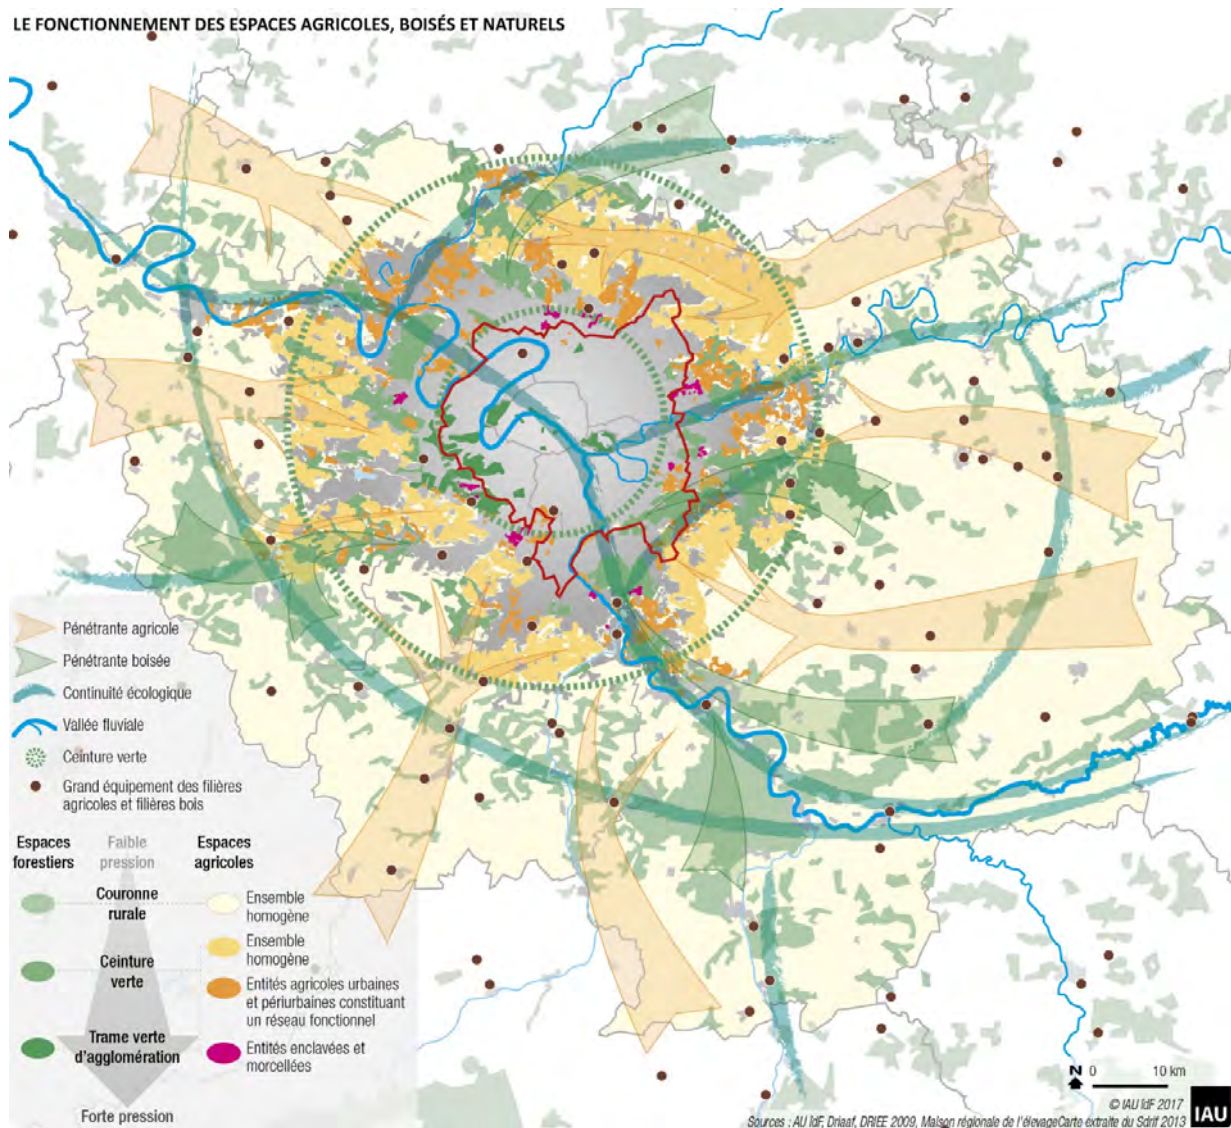 LE FONCTIONNEMENT DES ESPACES AGRICOLES, BOISÉS ET NATURELS
Pénétrante agricole
Pénétrante boisée
Continuité écologique
Vallée fluviale
Ceinture verte
Grand équipement des filières
agricoles et filières bois
Espaces
forestiers
Faible
pression
Espaces
agricoles
Couronne
rurale
Ensemble
homogène
Ceinture
verte
Ensemble
homogène
Entités agricoles urbaines
et périurbaines constituant
un réseau fonctionnel
Trame verte
d'agglomération
Entités enclavées et
morcellées
Forte pression
N
0 10 km
© IAU îdF 2017
Sources : AU îdF, Driaaf, DRIEE 2009, Maison régionale de l'élevageCarte extraite du Sdrif 2013
IAU